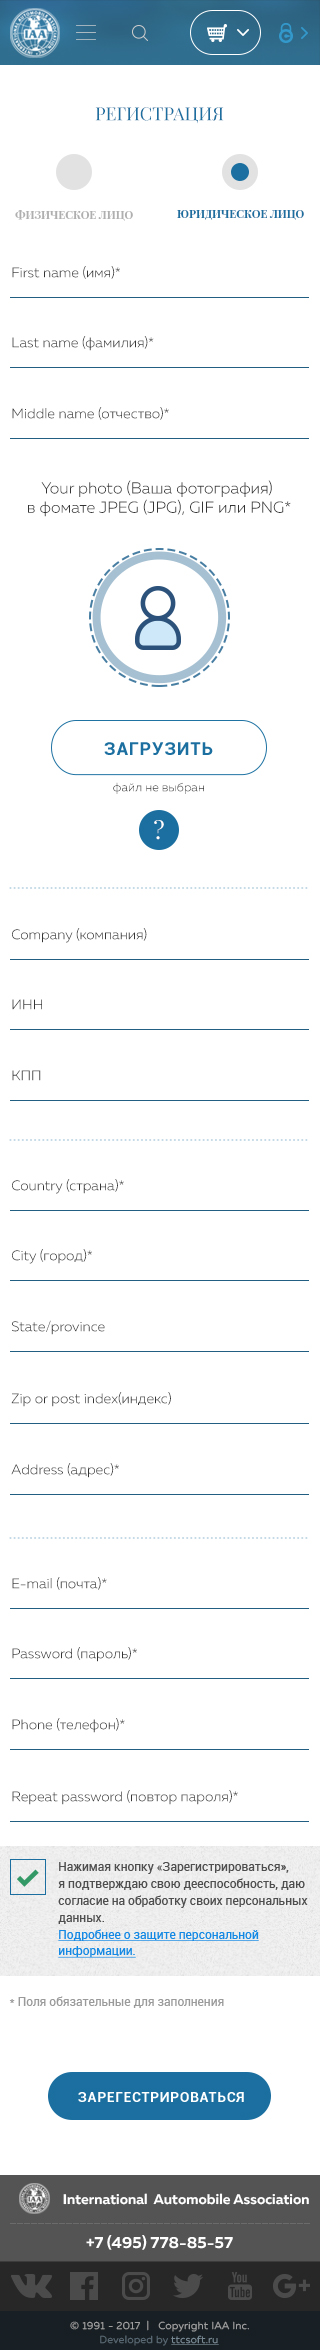 IAA
РЕГИСТРАЦИЯ
ФИЗИЧЕСКОЕ ЛИЦО
ЮРИДИЧЕСКОЕ ЛИЦО
First name (имя)*
Last name (фамилия)*
Middle name (отчество)*
Your photo (Ваша фотография)
в фомате JPEG (JPG), GIF или PNG*
ЗАГРУЗИТЬ
файл не выбран
?
Company (компания)
ИНН
КПП
Country (страна)*
City (город)*
State/province
Zip or post index(индекс)
Address (адрес)*
E-mail (почта)*
Password (пароль)*
Phone (телефон)*
Repeat password (повтор пароля)*
Нажимая кнопку «Зарегистрироваться»,
я подтверждаю свою дееспособность, даю
согласие на обработку своих персональных
данных.
Подробнее о защите персональной
информации.
* Поля обязательные для заполнения
ЗАРЕГЕСТРИРОВАТЬСЯ
IAA
International Automobile Association
+7 (495) 778-85-57
You
Tube
G+
© 1991 - 2017 | Copyright IAA Inc.
Developed by ttcsoft.ru